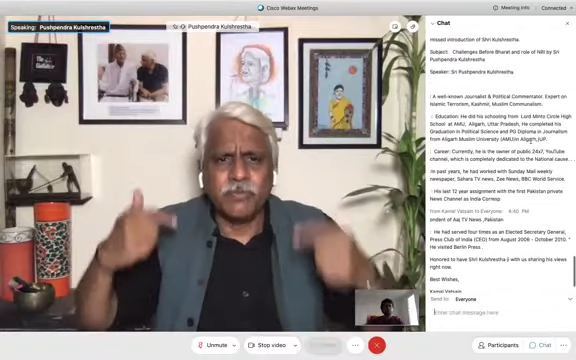 Cisco Webex Meetings
Meeting info
Connected
Speaking: Pushpendra Kulshrestha
Pushpendra Kulshrestha
The
Godfather
Chat
missed introduction of Shri Kulshrestha.
Subject: Challenges Before Bharat and role of NRI by Sri
Pushpendra Kulshrestha
Speaker: Sri Pushpendra Kulshrestha
: A well-known Journalist & Political Commentator. Expert on
Islamic Terrorism, Kashmir, Muslim Communalism.
: Education: He did his schooling from Lord Minto Circle High
School at AMU, Aligarh, Uttar Pradesh, He completed his
Graduation in Political Science and PG Diploma in Journalism
from Aligarh Muslim University (AMU)in Aligarh,IUP.
: Career: Currently, he is the owner of public 24x7, YouTube
channel, which is completely dedicated to the National cause..
In past years, he had worked with Sunday Mail weekly
newspaper, Sahara TV news, Zee News, BBC World Service.
: His last 12 year assignment with the first Pakistan private
News Channel as India Corresp
from Kamal Vatsain to Everyone: 6:40 PM
ondent of Aaj TV News ,Pakistan
: He had served four times as an Elected Secretary General,
Press Club of India (CEO) from August 2006 - October 2010. "
He visited Berlin Press .
Honored to have Shri Kulshrestha ji with us sharing his views
right now.
Best Wishes,
Send to: Everyone
Enter chat message here
Unmute
Stop video
Participants
Chat